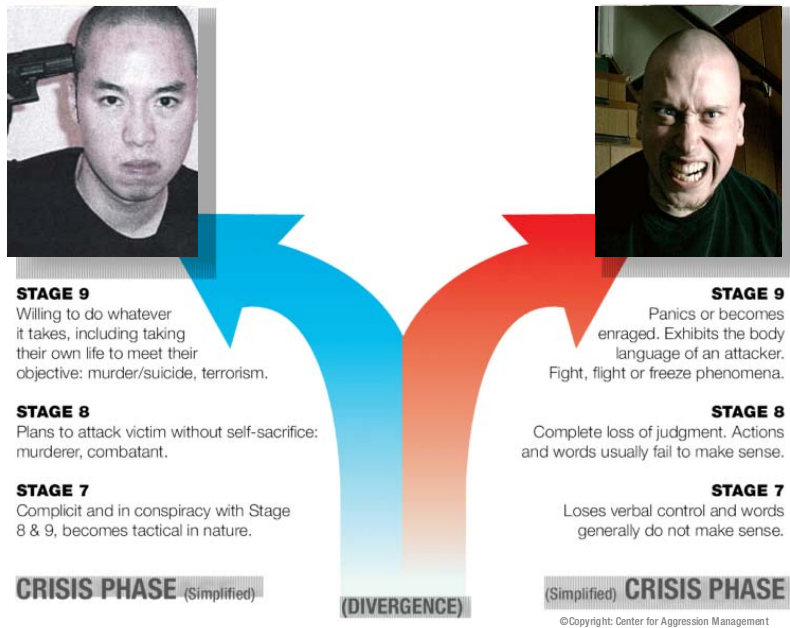 STAGE 9
Willing to do whatever
it takes, including taking
their own life to meet their
objective: murder/suicide, terrorism.
STAGE 8
Plans to attack victim without self-sacrifice:
murderer, combatant.
STAGE 7
Complicit and in conspiracy with Stage
8 & 9, becomes tactical in nature.
CRISIS PHASE (Simplified)
(DIVERGENCE)
STAGE 9
Panics or becomes
enraged. Exhibits the body
language of an attacker.
Fight, flight or freeze phenomena.
STAGE 8
Complete loss of judgment. Actions
and words usually fail to make sense.
STAGE 7
Loses verbal control and words
generally do not make sense.
(Simplified) CRISIS PHASE
©Copyright: Center for Aggression Management